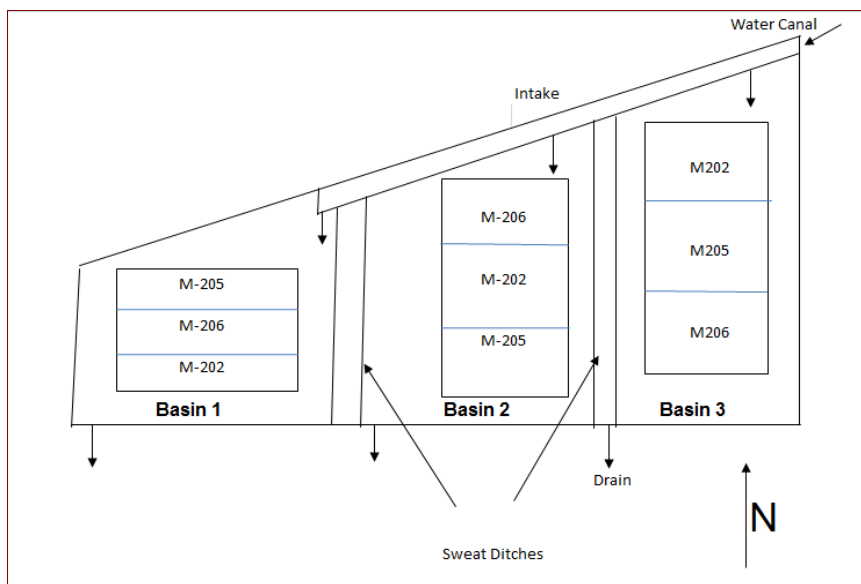 Water Canal
Intake
M202
M-206
M205
M-202
M-205
M-206
M206
M-205
M-202
Basin 1
Basin 2
Basin 3
Drain
N
Sweat Ditches